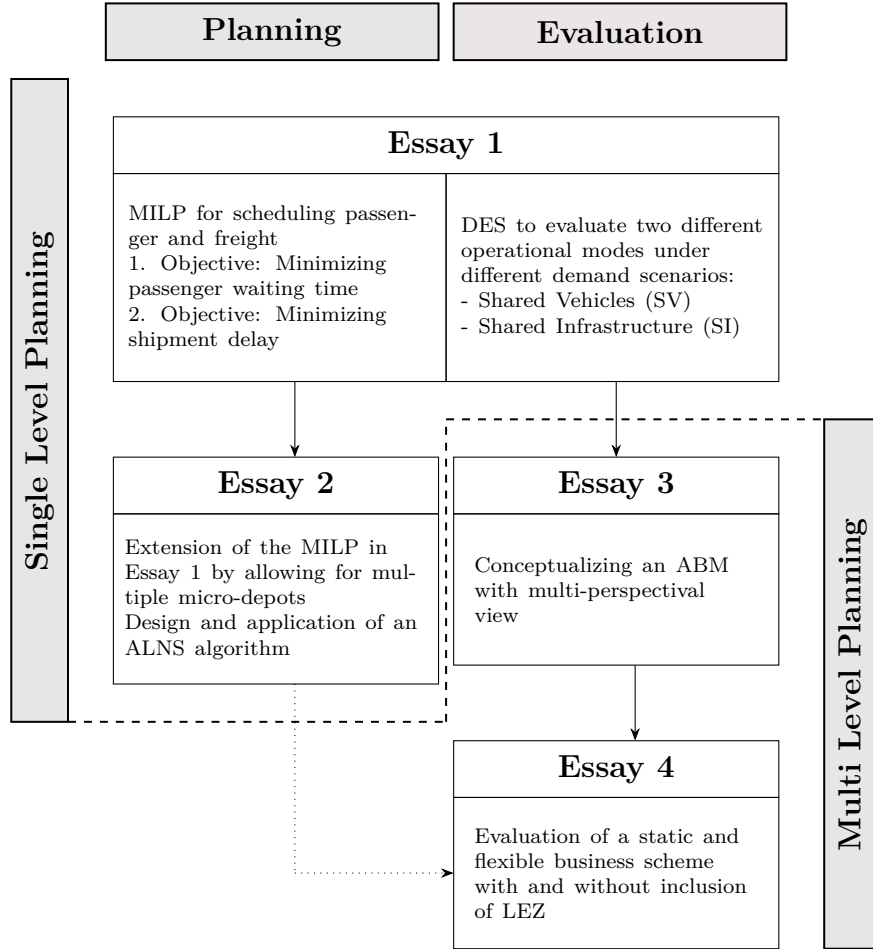 Planning
Evaluation
Single Level Planning
Essay 1
MILP for scheduling passen-
ger and freight
1. Objective: Minimizing
passenger waiting time
2. Objective: Minimizing
shipment delay
DES to evaluate two different
operational modes under
different demand scenarios:
- Shared Vehicles (SV)
- Shared Infrastructure (SI)
Essay 2
Extension of the MILP in
Essay 1 by allowing for mul-
tiple micro-depots
Design and application of an
ALNS algorithm
Essay 3
Conceptualizing an ABM
with multi-perspectival
view
Multi Level Planning
Essay 4
Evaluation of a static and
flexible business scheme
with and without inclusion
of LEZ